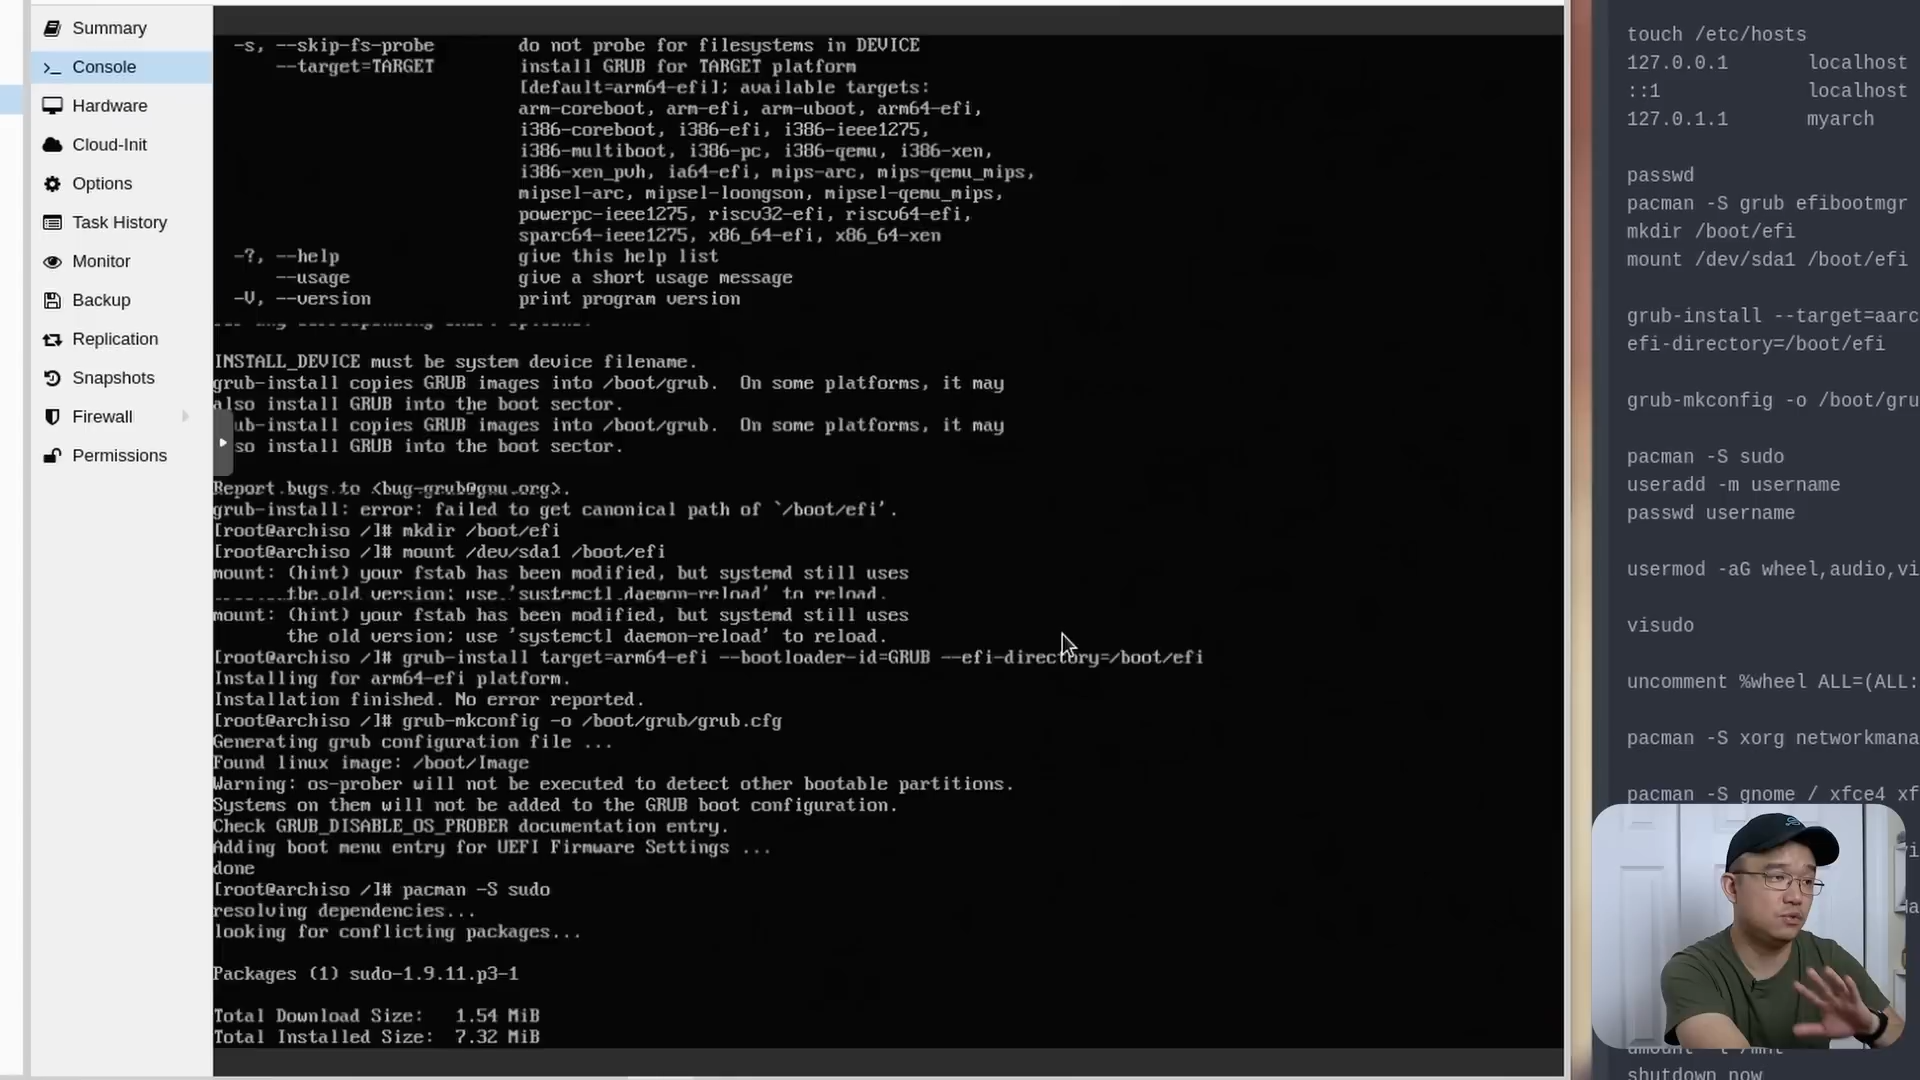 Summary
Console
Hardware
Cloud-Init
Options
Task History
Monitor
Backup
Replication
Snapshots
Firewall
Permissions
-s, --skip-fs-probe do not probe for filesystems in DEVICE
--target=TARGET install GRUB for TARGET platform
[default=arm64-efi]; available targets:
arm-coreboot, arm-efi, arm-uboot, arm64-efi,
i386-coreboot, i386-efi, i386-ieee1275,
i386-multiboot, i386-pc, i386-qemu, i386-xen,
i386-xen_pvh, ia64-efi, mips-arc, mips-qemu_mips,
mipsel-arc, mipsel-loongson, mipsel-qemu_mips,
powerpc-ieee1275, riscv32-efi, riscv64-efi,
sparc64-ieee1275, x86_64-efi, x86_64-xen
-?, --help give this help list
--usage give a short usage message
-V, --version print program version
INSTALL_DEVICE must be system device filename.
grub-install copies GRUB images into /boot/grub. On some platforms, it may
also install GRUB into the boot sector.
ub-install copies GRUB images into /boot/grub. On some platforms, it may
so install GRUB into the boot sector.
Report bugs to <bug-grub@gnu.org>.
grub-install: error: failed to get canonical path of `/boot/efi'.
[root@archiso /]# mkdir /boot/efi
[root@archiso /]# mount /dev/sda1 /boot/efi
mount: (hint) your fstab has been modified, but systemd still uses
the old version; use 'systemctl daemon-reload' to reload.
mount: (hint) your fstab has been modified, but systemd still uses
the old version; use 'systemctl daemon-reload' to reload.
[root@archiso /]# grub-install target=arm64-efi --bootloader-id=GRUB --efi-directory=/boot/efi
Installing for arm64-efi platform.
Installation finished. No error reported.
[root@archiso /]# grub-mkconfig -o /boot/grub/grub.cfg
Generating grub configuration file ...
Found linux image: /boot/Image
Warning: os-prober will not be executed to detect other bootable partitions.
Systems on them will not be added to the GRUB boot configuration.
Check GRUB_DISABLE_OS_PROBER documentation entry.
Adding boot menu entry for UEFI Firmware Settings ...
done
[root@archiso /]# pacman -S sudo
resolving dependencies...
looking for conflicting packages...
Packages (1) sudo-1.9.11.p3-1
Total Download Size: 1.54 MiB
Total Installed Size: 7.32 MiB
touch /etc/hosts
127.0.0.1 localhost
::1 localhost
127.0.1.1 myarch
passwd
pacman -S grub efibootmgr
mkdir /boot/efi
mount /dev/sda1 /boot/efi
grub-install --target=aarc
efi-directory=/boot/efi
grub-mkconfig -o /boot/gru
pacman -S sudo
useradd -m username
passwd username
usermod -aG wheel,audio,vi
visudo
uncomment %wheel ALL=(ALL:
pacman -S xorg networkmana
pacman -S gnome / xfce4 xf
shutdown now